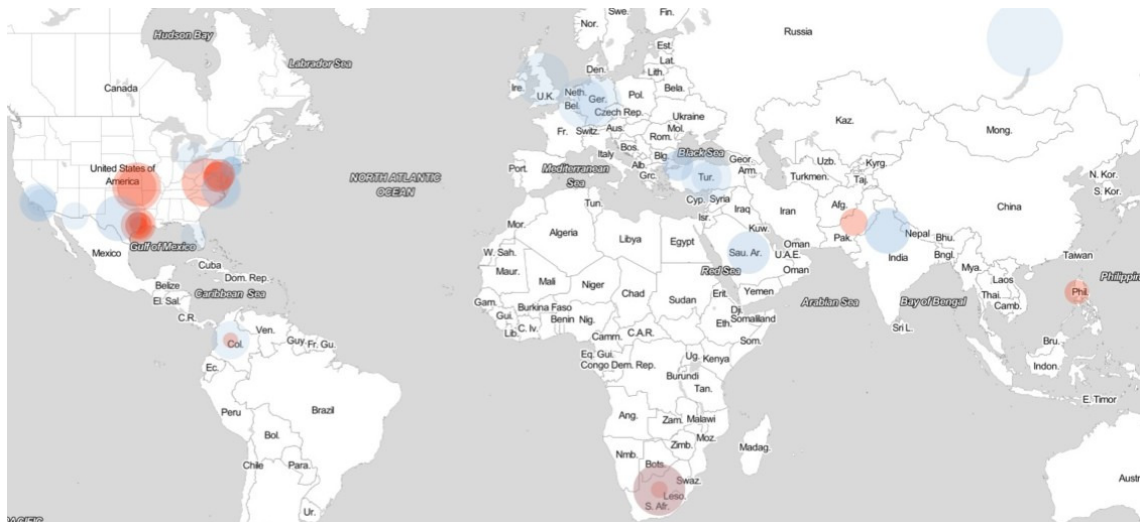 Hudson Bay
Labrador Sea
Canada
United States of
America
NORTH ATLANTIC
OCEAN
Gulf of Mexico
Mexico
Cuba
Dom. Rep.
Belize
El. Sal.
Caribbean Sea
C.R.
Ven.
Guy.
Fr. Gu.
Col.
Ec.
Peru
Brazil
Bol.
Chile
Para.
Ur.
PACIFIC
Nor.
Swe.
Fin.
Russia
Est.
Lat.
Lith.
Den.
Ire.
U.K.
Neth.
Bel.
Ger.
Pol.
Bela.
Czech Rep.
Ukraine
Fr.
Switz.
Aus.
Mol.
Rom.
Bos.
Italy
Blg.
Black Sea
Port.
Mediterranean
Sea
Alb.
Grc.
Tur.
Geor
Arm.
Kaz.
Mong.
Uzb.
Kyrg.
Turkmen.
Taj.
N. Kor.
S. Kor.
China
Cyp.
Syria
Tun.
Isr.
Iraq
Iran
Afg.
Mor.
Algeria
Libya
Egypt
Kuw.
Pak.
Nepal
Bhu.
Bngl.
Taiwan
W. Sah.
Sau. Ar.
Oman
U.A.E.
Oman
India
Mya.
Laos
Philippin
Maur.
Mali
Niger
Chad
Sudan
Red Sea
Erit.
Yemen
Arabian Sea
Bay of Bengal
Thai.
Camb.
Phil.
Gam.
Gui.
Burkina Faso
Lib.
C. Iv.
Benin
Nig.
Dji.
Somaliland
Eth.
Som.
Sri L.
Camm.
C.A.R.
Eq. Gui.
Congo
Dem. Rep.
Ug.
Kenya
Burundi
Tan.
Bru.
Indon.
E. Timor
Ang.
Zam.
Malawi
Moz.
Zimb.
Madag.
Nmb.
Bots.
Swaz.
Leso.
S. Afr.
Austr